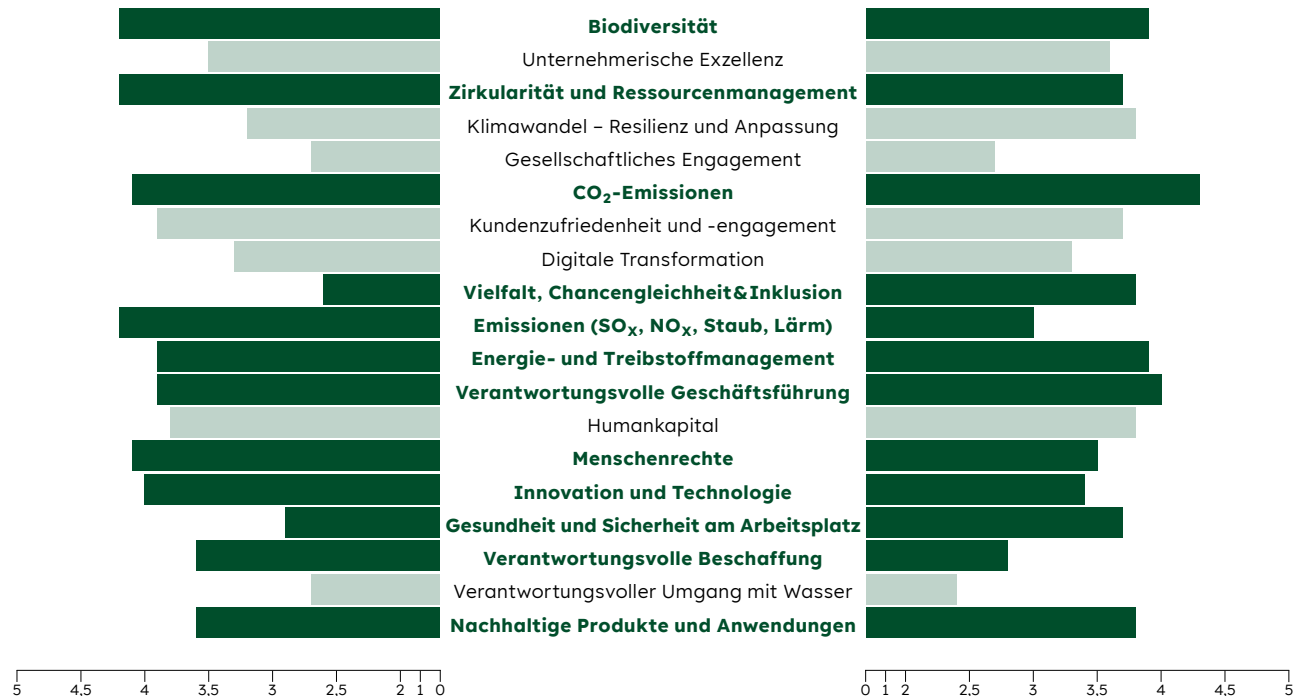 Biodiversität
Unternehmerische Exzellenz
Zirkularität und Ressourcenmanagement
Klimawandel – Resilienz und Anpassung
Gesellschaftliches Engagement
CO₂-Emissionen
Kundenzufriedenheit und -engagement
Digitale Transformation
Vielfalt, Chancengleichheit&Inklusion
Emissionen (SOₓ, NOₓ, Staub, Lärm)
Energie- und Treibstoffmanagement
Verantwortungsvolle Geschäftsführung
Humankapital
Menschenrechte
Innovation und Technologie
Gesundheit und Sicherheit am Arbeitsplatz
Verantwortungsvolle Beschaffung
Verantwortungsvoller Umgang mit Wasser
Nachhaltige Produkte und Anwendungen
5 4,5 4 3,5 3 2,5 2 1 0
0 1 2 2,5 3 3,5 4 4,5 5